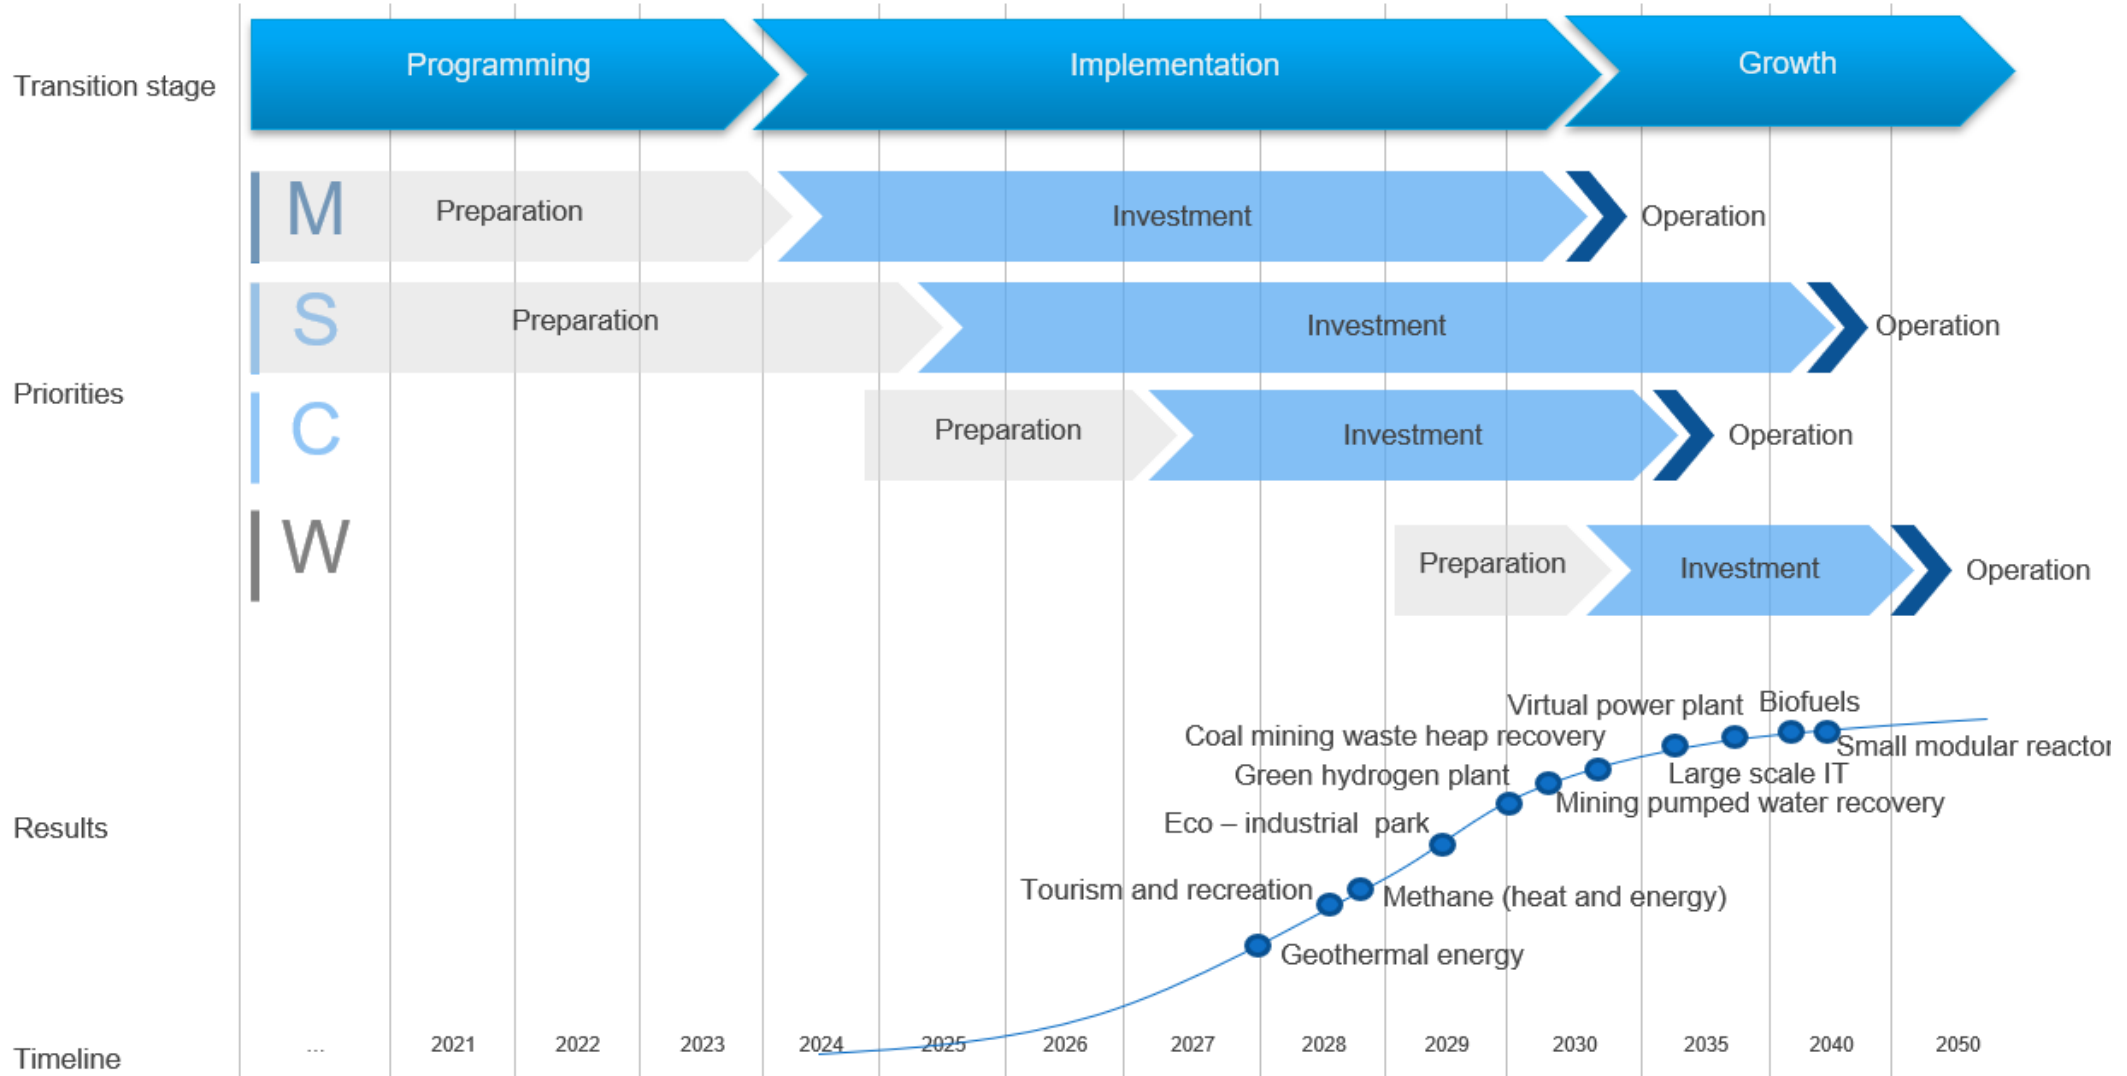 Transition stage
Programming
Implementation
Growth
Priorities
M
Preparation
Investment
Operation
S
Preparation
Investment
Operation
C
Preparation
Investment
Operation
W
Preparation
Investment
Operation
Results
Virtual power plant
Biofuels
Coal mining waste heap recovery
Small modular reactor
Green hydrogen plant
Large scale IT
Mining pumped water recovery
Eco – industrial park
Tourism and recreation
Methane (heat and energy)
Geothermal energy
Timeline
...
2021
2022
2023
2024
2025
2026
2027
2028
2029
2030
2035
2040
2050